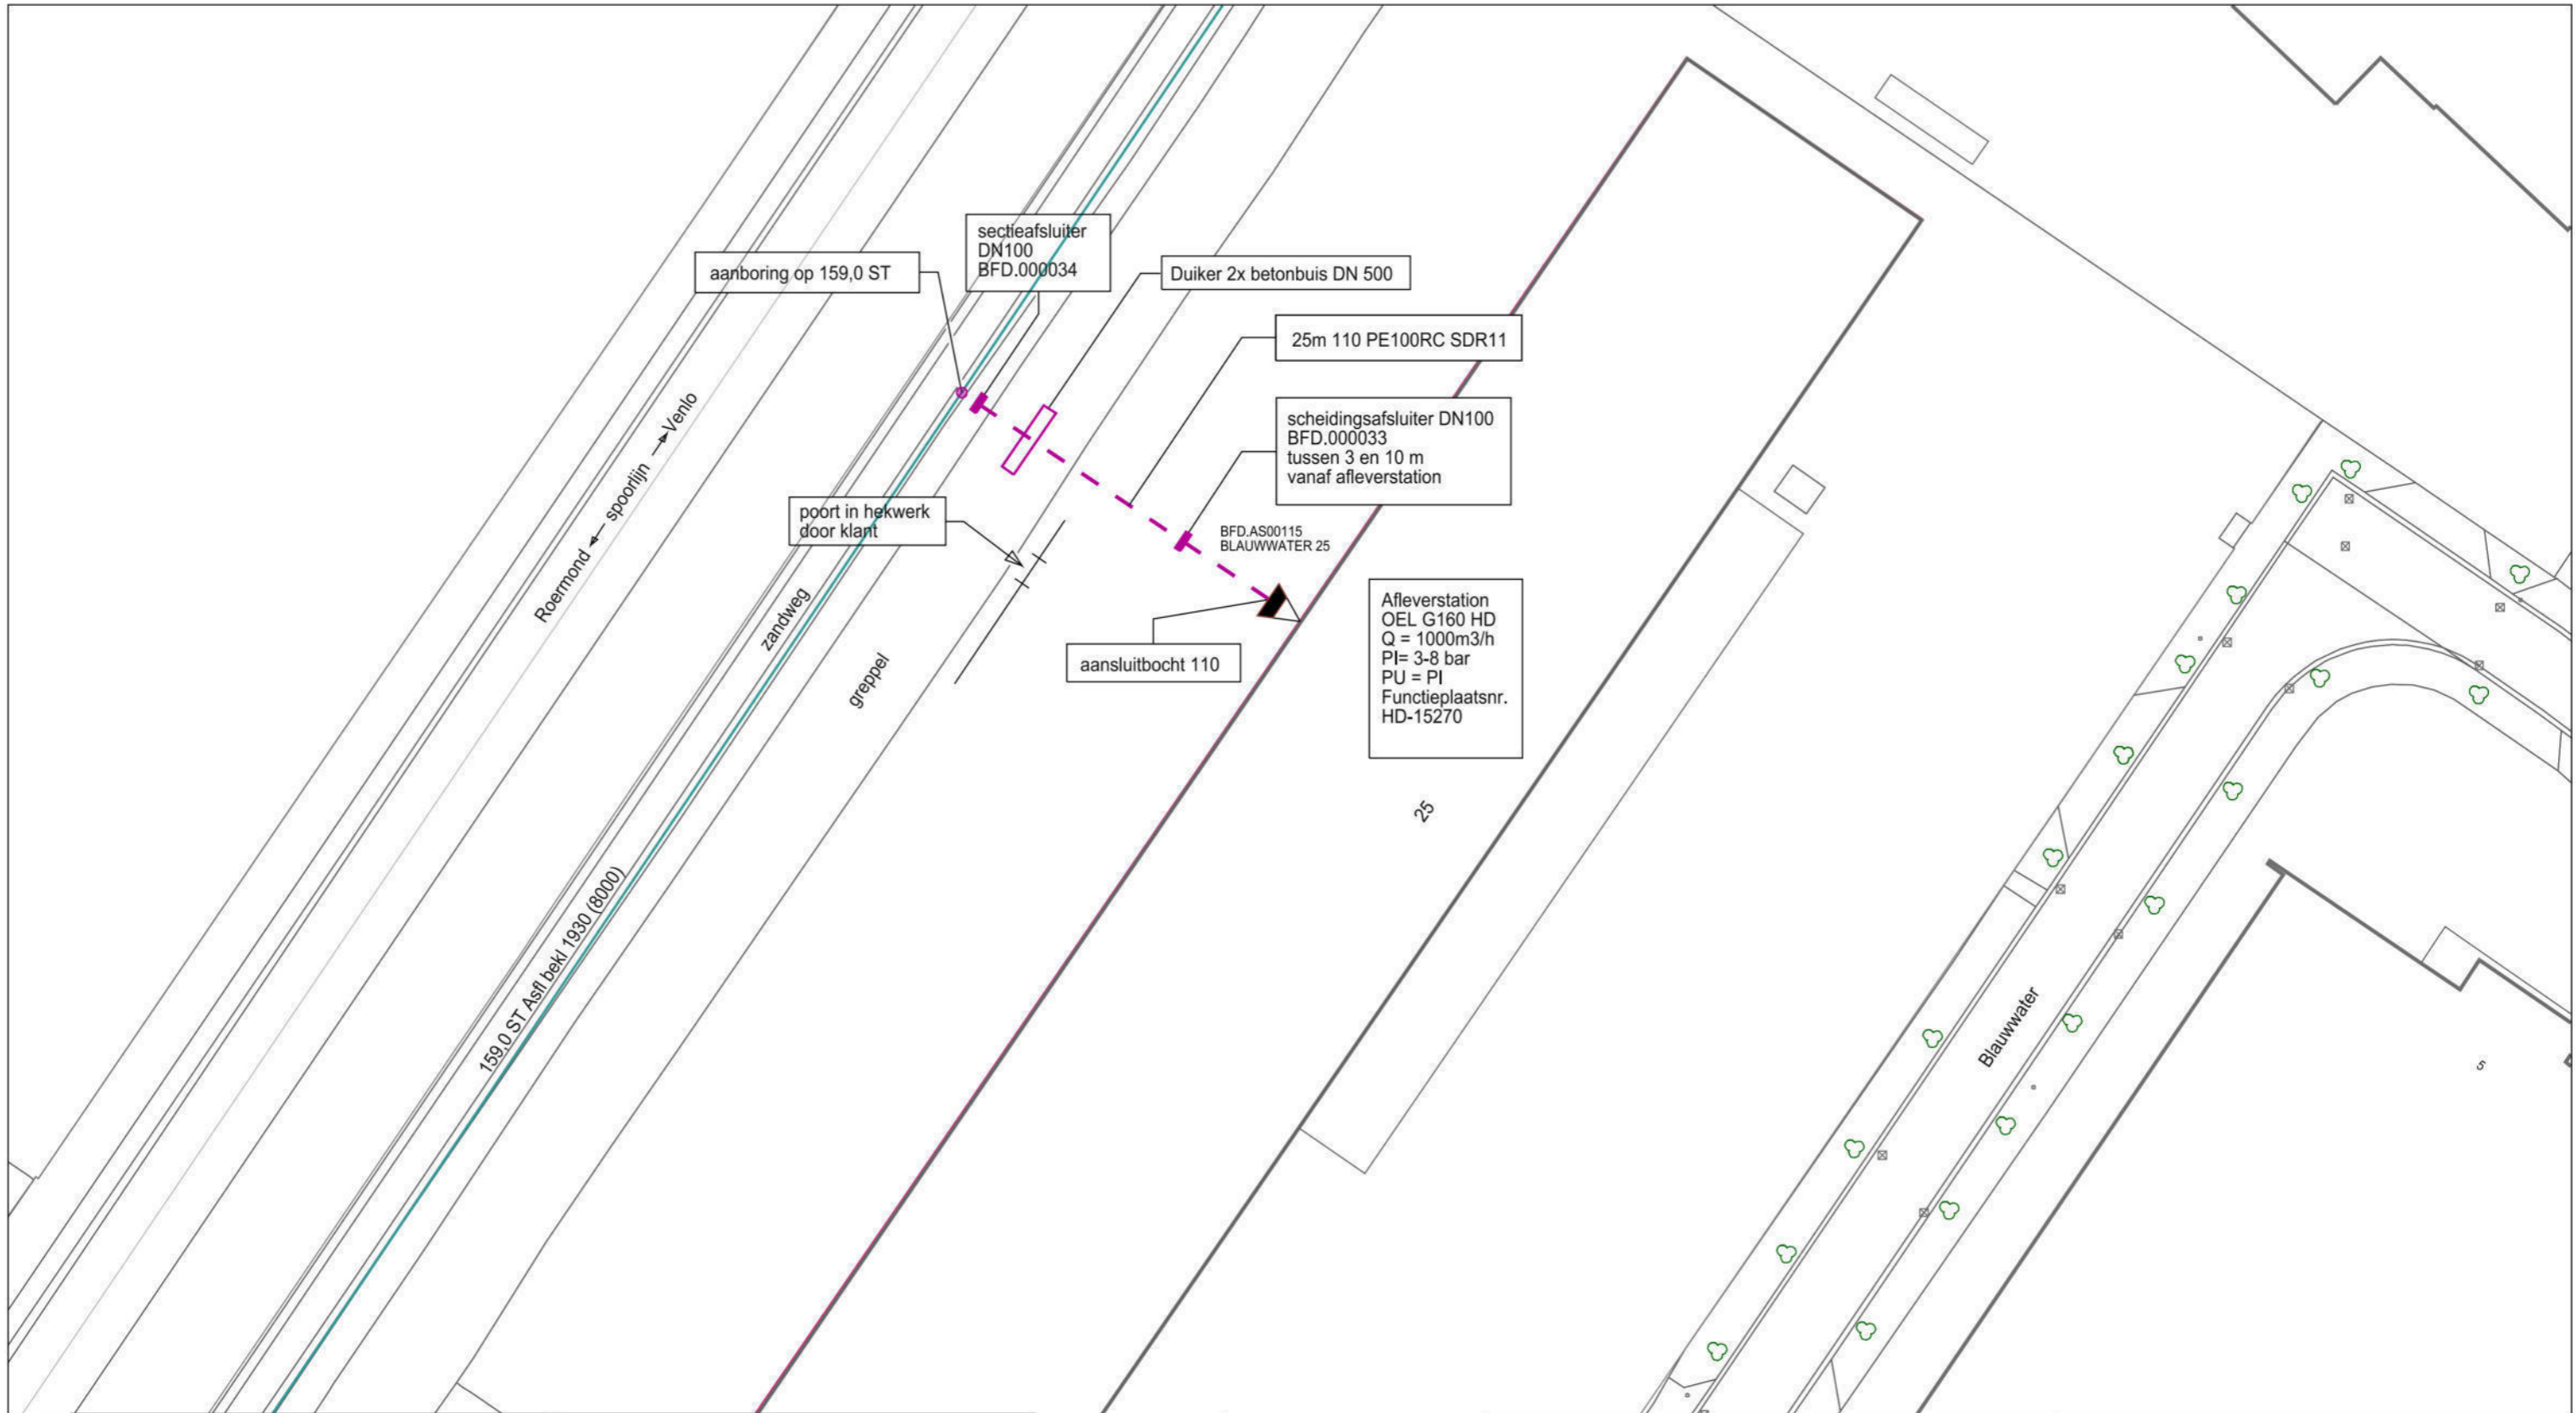 sectieafsluiter
DN100
BFD.000034
aanboring op 159,0 ST
Duiker 2x betonbuis DN 500
25m 110 PE100RC SDR11
scheidingsafsluiter DN100
BFD.000033
tussen 3 en 10 m
vanaf afleverstation
Roermond spoorlijn Venlo
poort in hekwerk
door klant
BFD.AS00115
BLAUWWATER 25
zandweg
greppel
aansluitbocht 110
Afleverstation
OEL G160 HD
Q = 1000m3/h
PI= 3-8 bar
PU = PI
Functieplaatsnr.
HD-15270
25
159,0 ST Asfl bekl 1930 (8000)
Blauwwater
5